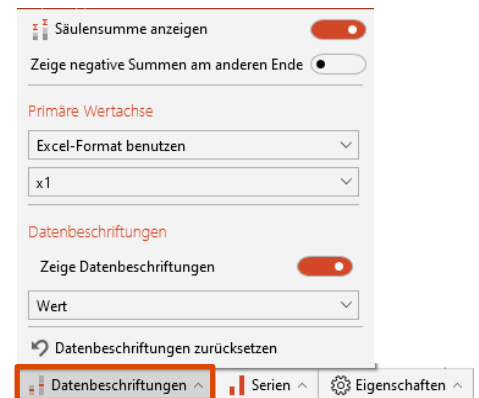 Säulensumme anzeigen
Zeige negative Summen am anderen Ende
Primäre Wertachse
Excel-Format benutzen
x1
Datenbeschriftungen
Zeige Datenbeschriftungen
Wert
Datenbeschriftungen zurücksetzen
Datenbeschriftungen Serien Eigenschaften